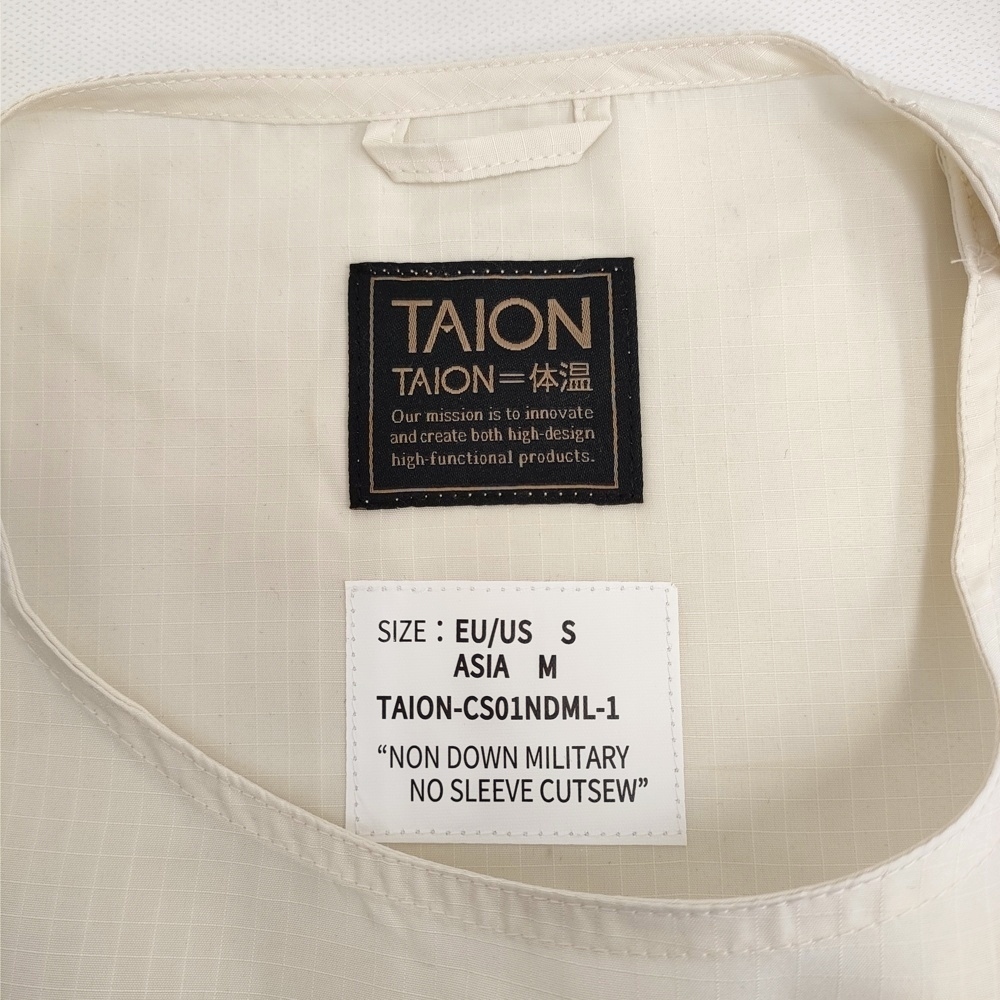 TAION
TAION=体温
Our mission is to innovate
and create both high-design
high-functional products.
SIZE : EU/US S
ASIA M
TAION-CS01NDML-1
“NON DOWN MILITARY
NO SLEEVE CUTSEW”